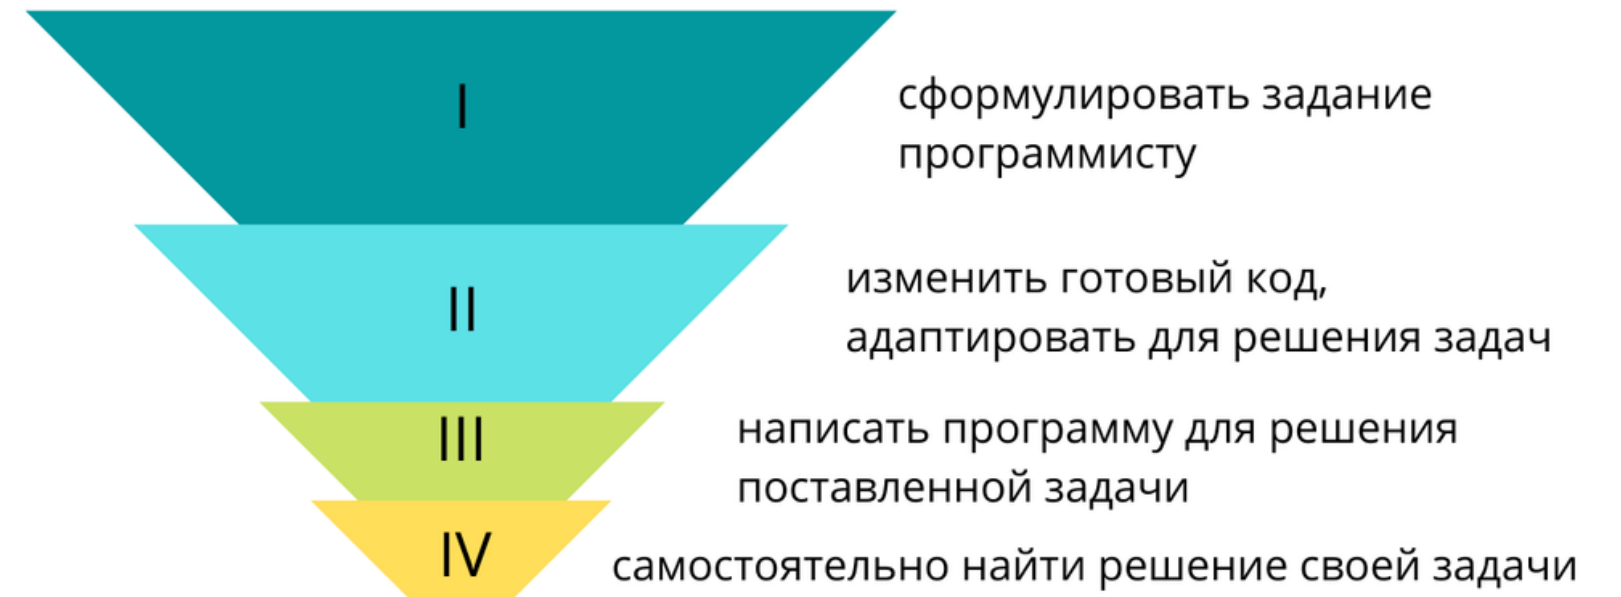 I
сформулировать задание
программисту
II
изменить готовый код,
адаптировать для решения задач
III
написать программу для решения
поставленной задачи
IV
самостоятельно найти решение своей задачи